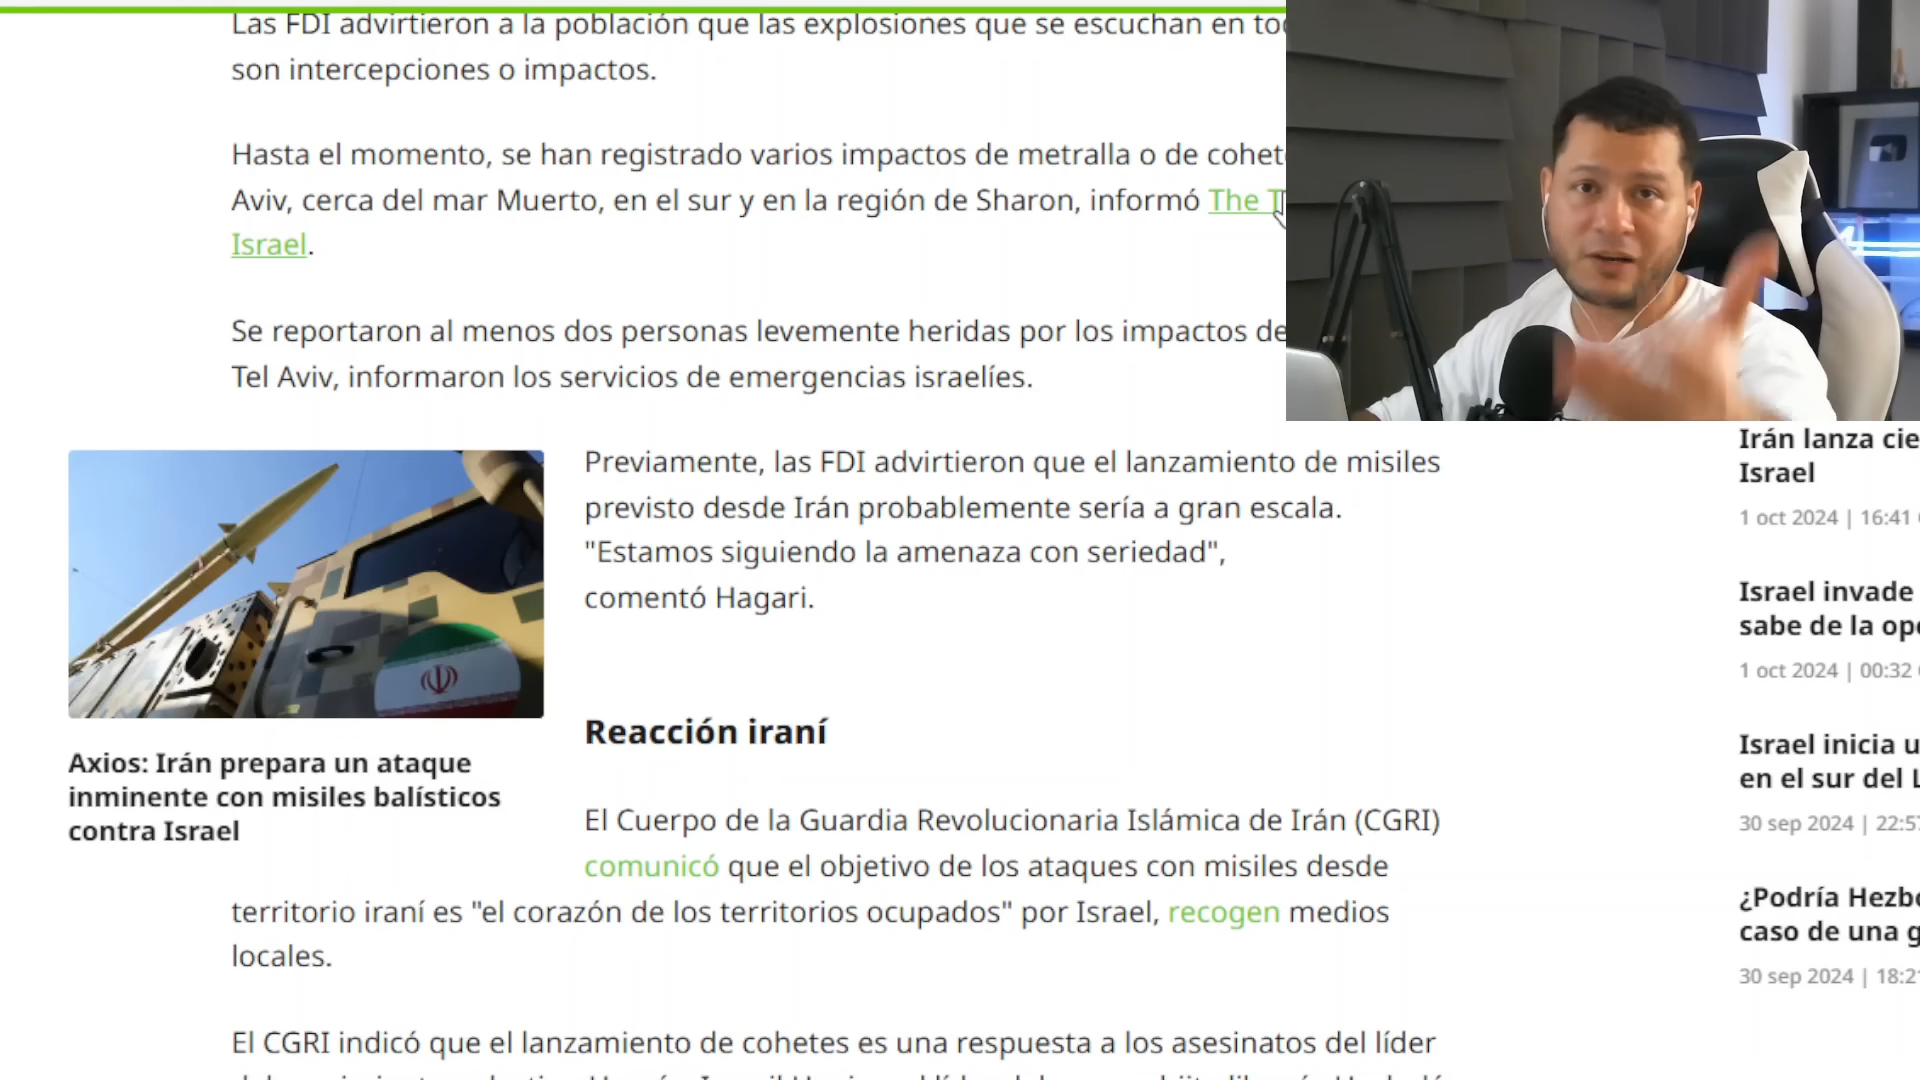 Las FDI advirtieron a la población que las explosiones que se escuchan en
son intercepciones o impactos.
Hasta el momento, se han registrado varios impactos de metralla o de
Aviv, cerca del mar Muerto, en el sur y en la región de Sharon, informó The
Israel.
Se reportaron al menos dos personas levemente heridas por los impactos de
Tel Aviv, informaron los servicios de emergencias israelíes.
Previamente, las FDI advirtieron que el lanzamiento de misiles
previsto desde Irán probablemente sería a gran escala.
"Estamos siguiendo la amenaza con seriedad",
comentó Hagari.
Axios: Irán prepara un ataque
inminente con misiles balísticos
contra Israel
Reacción iraní
El Cuerpo de la Guardia Revolucionaria Islámica de Irán (CGRI)
comunicó que el objetivo de los ataques con misiles desde
territorio iraní es "el corazón de los territorios ocupados" por Israel, recogen medios
locales.
El CGRI indicó que el lanzamiento de cohetes es una respuesta a los asesinatos del líder
Irán lanza
Israel
1 oct 2024 | 16:41
Israel invade
sabe de la
1 oct 2024 | 00:32
Israel inicia
en el sur del
30 sep 2024 |
¿Podría
caso de una
30 sep 2024 |